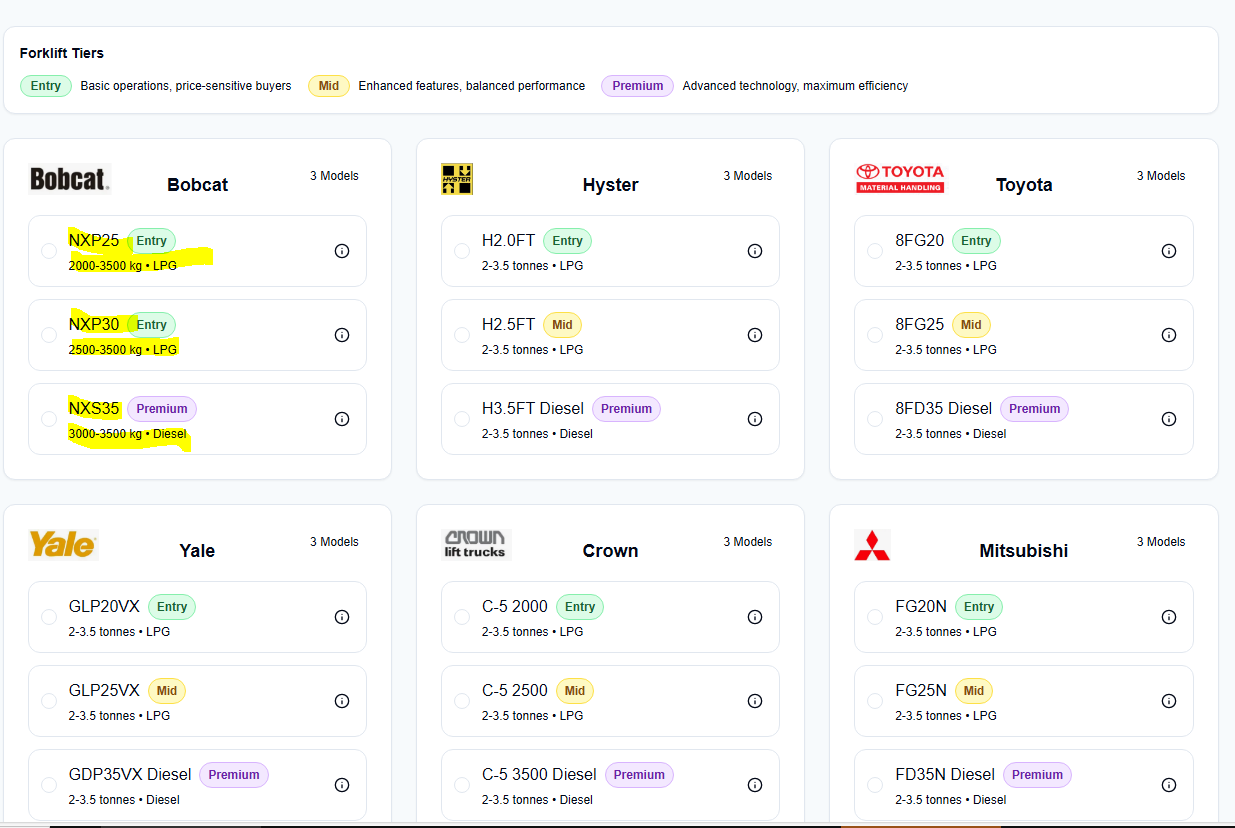 Forklift Tiers
Entry Basic operations, price-sensitive buyers Mid Enhanced features, balanced performance Premium Advanced technology, maximum efficiency
Bobcat. Bobcat 3 Models
NXP25 Entry
2000-3500 kg • LPG
NXP30 Entry
2500-3500 kg • LPG
NXS35 Premium
3000-3500 kg • Diesel
HYSTER Hyster 3 Models
H2.0FT Entry
2-3.5 tonnes • LPG
H2.5FT Mid
2-3.5 tonnes • LPG
H3.5FT Diesel Premium
2-3.5 tonnes • Diesel
TOYOTA
MATERIAL HANDLING
Toyota 3 Models
8FG20 Entry
2-3.5 tonnes • LPG
8FG25 Mid
2-3.5 tonnes • LPG
8FD35 Diesel Premium
2-3.5 tonnes • Diesel
Yale Yale 3 Models
GLP20VX Entry
2-3.5 tonnes • LPG
GLP25VX Mid
2-3.5 tonnes • LPG
GDP35VX Diesel Premium
2-3.5 tonnes • Diesel
CROWN
lift trucks
Crown 3 Models
C-5 2000 Entry
2-3.5 tonnes • LPG
C-5 2500 Mid
2-3.5 tonnes • LPG
C-5 3500 Diesel Premium
2-3.5 tonnes • Diesel
Mitsubishi 3 Models
FG20N Entry
2-3.5 tonnes • LPG
FG25N Mid
2-3.5 tonnes • LPG
FD35N Diesel Premium
2-3.5 tonnes • Diesel